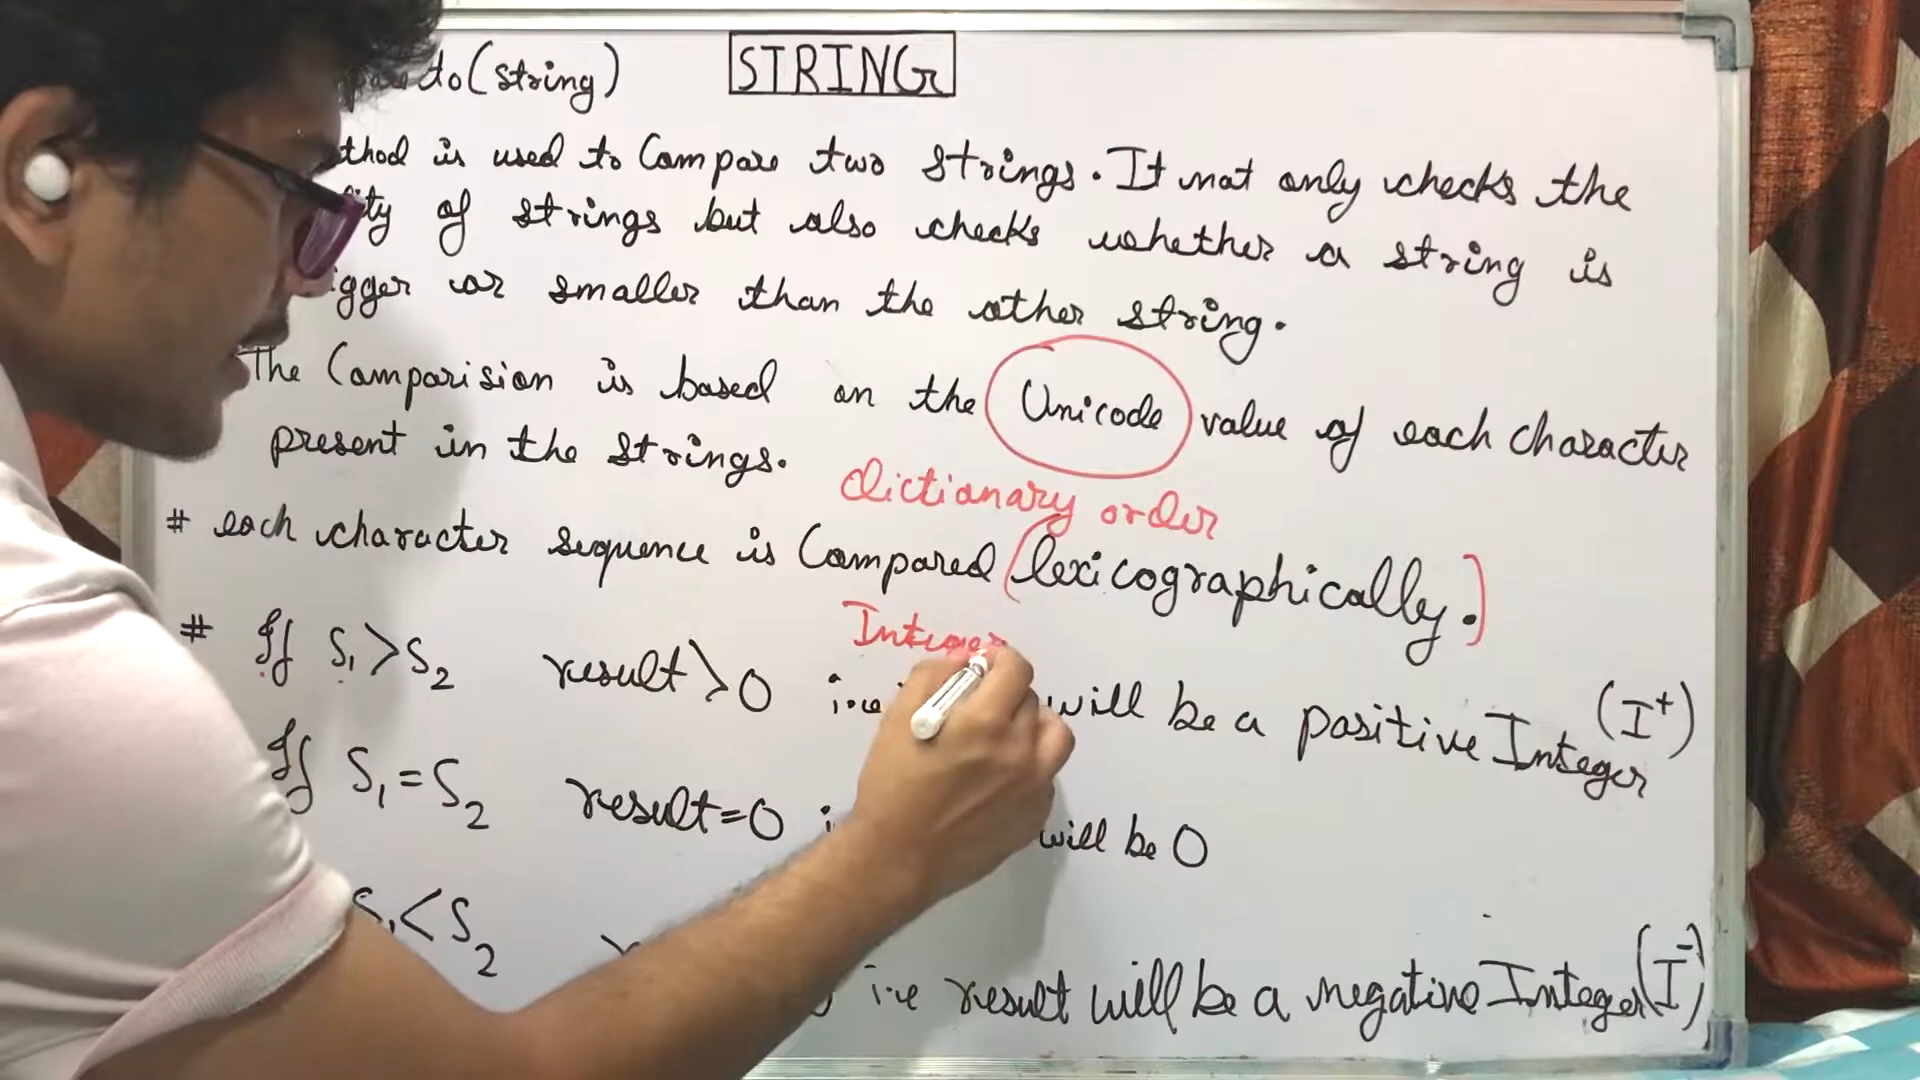 to(string)
STRING
thod is used to Compare two strings. It not only checks the
ity of strings but also checks whether a string is
igger or smaller than the other string.
The Comparision is based on the Unicode value of each character
present in the strings.
dictionary order
# each character sequence is Compared (lexicographically.)
Integer
# If S₁>S₂ result>0 i.e will be a positive Integer (I⁺)
If S₁=S₂ result=0 i will be 0
S₁<S₂ i.e result will be a negative Integer (I⁻)